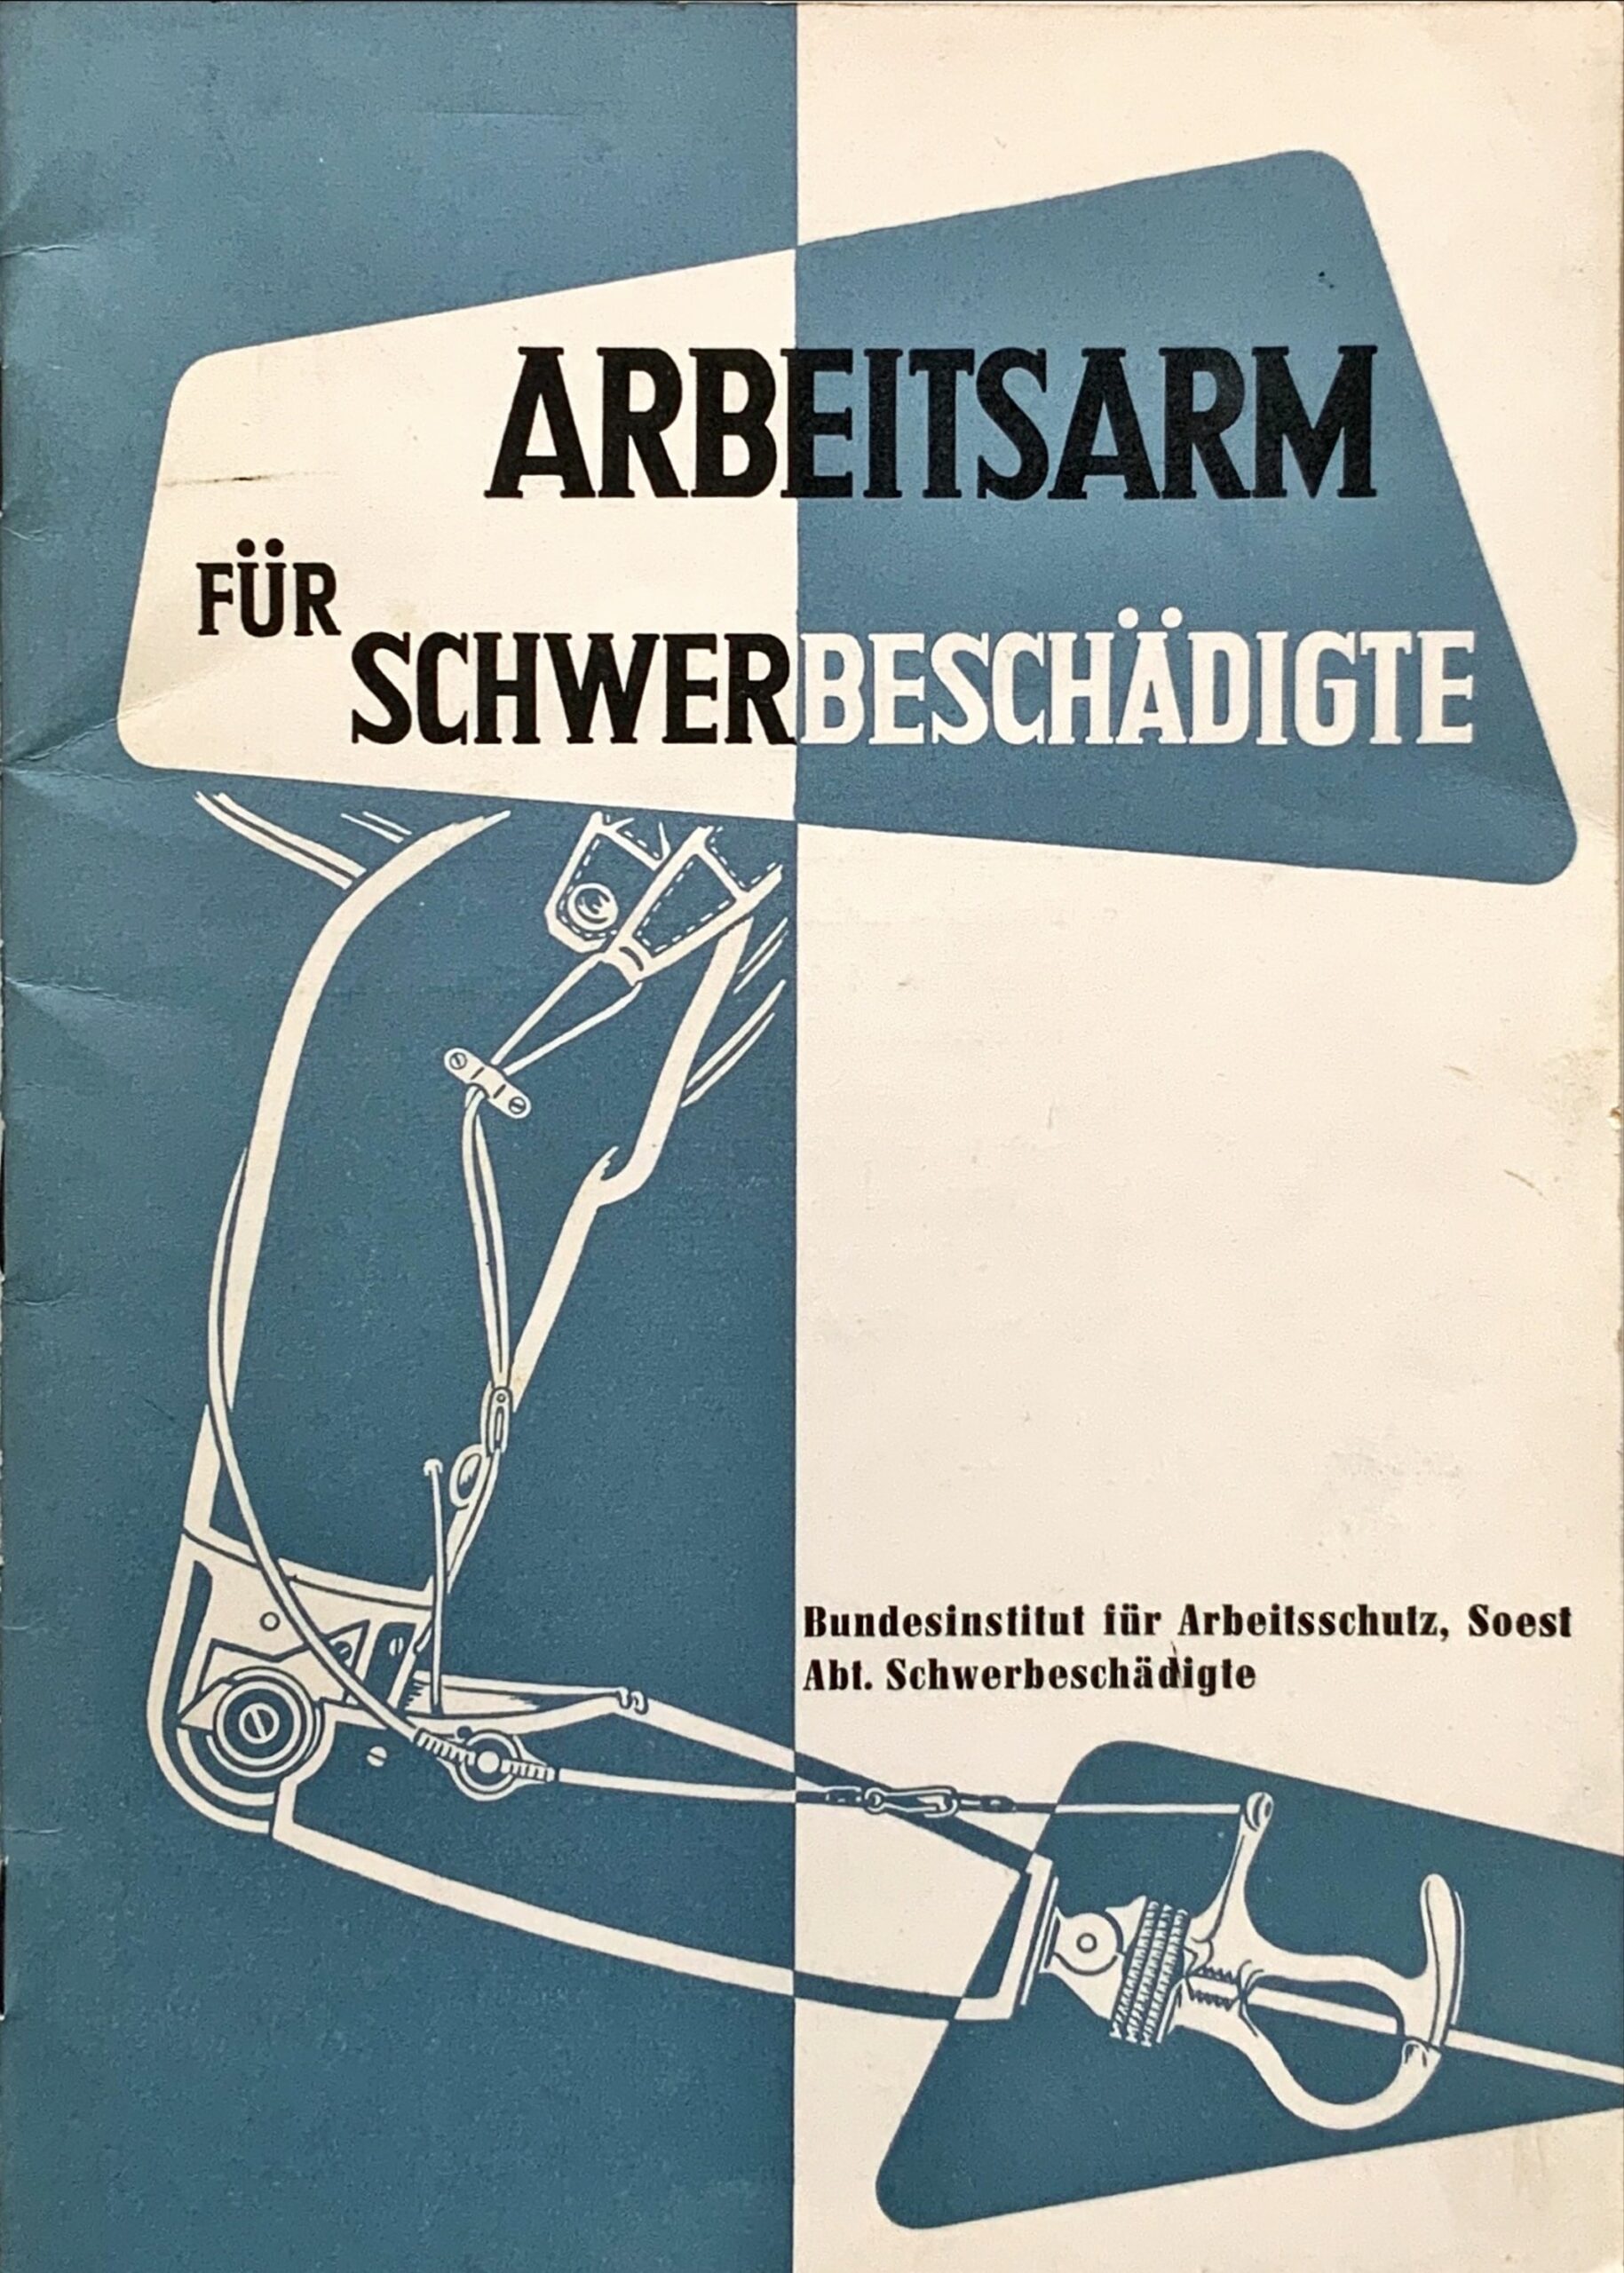 ARBEITSARM
FÜR
SCHWERBESCHÄDIGTE
Bundesinstitut für Arbeitsschutz, Soest
Abt. Schwerbeschädigte